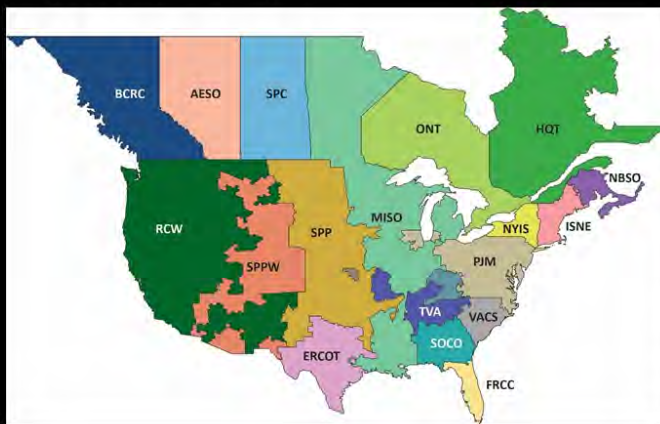 BCRC
AESO
SPC
ONT
HQT
NBSO
RCW
SPP
MISO
NYIS
ISNE
SPPW
PJM
TVA
VACS
SOCO
ERCOT
FRCC